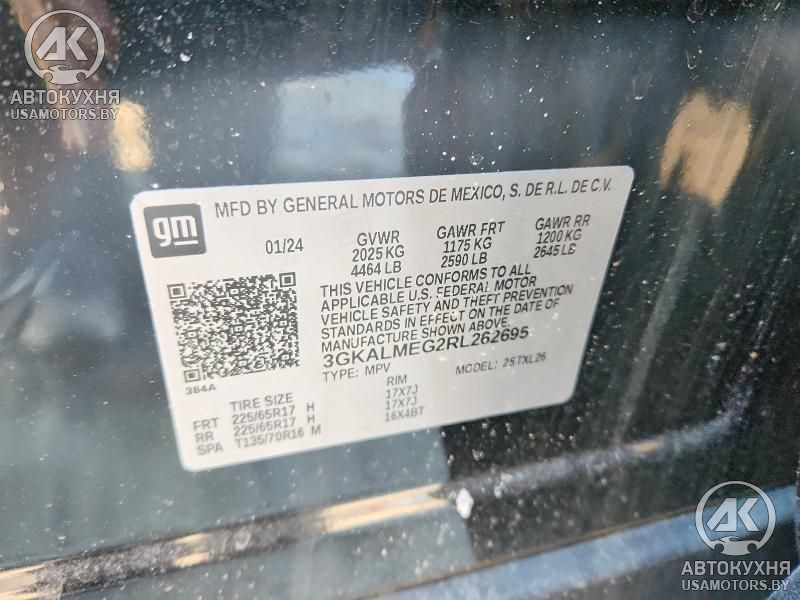 AK
АВТОКУХНЯ
USAMOTORS.BY
gm
MFD BY GENERAL MOTORS DE MEXICO, S. DE R.L. DE C.V.
01/24 GVWR GAWR FRT GAWR RR
2025 KG 1175 KG 1200 KG
4464 LB 2590 LB 2645 LB
THIS VEHICLE CONFORMS TO ALL
APPLICABLE U.S. FEDERAL MOTOR
VEHICLE SAFETY AND THEFT PREVENTION
STANDARDS IN EFFECT ON THE DATE OF
MANUFACTURE SHOWN ABOVE.
3GKALMEG2RL262695
TYPE: MPV MODEL: 25TXL26
384A
TIRE SIZE RIM
FRT 225/65R17 H 17X7J
RR 225/65R17 H 17X7J
SPA T135/70R16 M 16X4BT
AK
АВТОКУХНЯ
USAMOTORS.BY